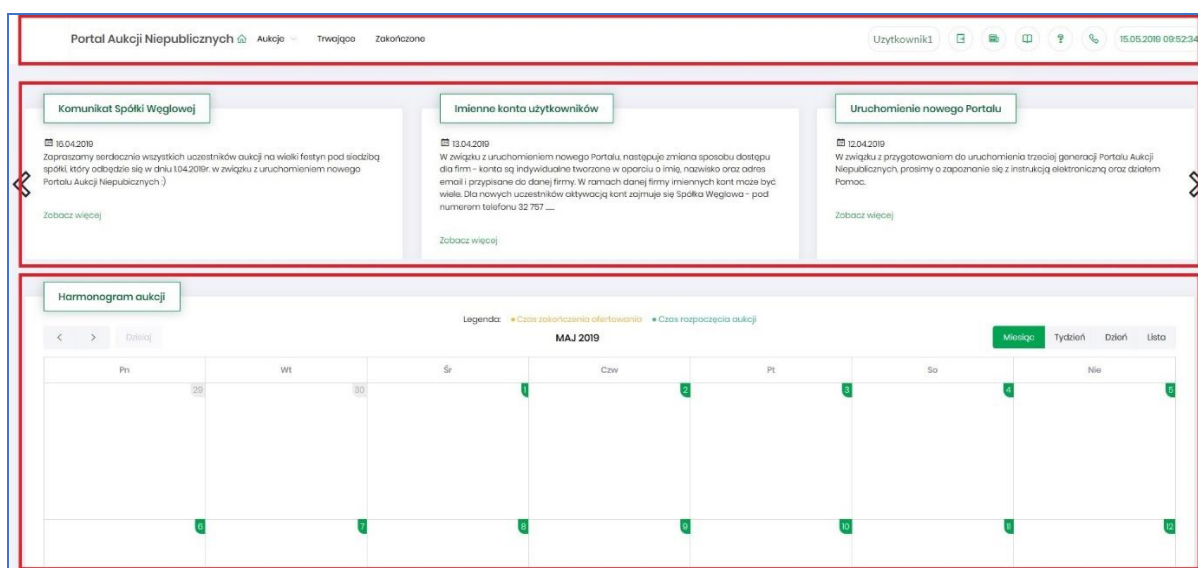 Portal Aukcji Niepublicznych Aukcje Trwające Zakończone Uzytkownik1 15.05.2019 09:52:34
Komunikat Spółki Węglowej
16.04.2019
Zapraszamy serdecznie wszystkich uczestników aukcji na wielki festyn pod siedzibą
spółki, który odbędzie się w dniu 1.04.2019r. w związku z uruchomieniem nowego
Portalu Aukcji Niepubicznych :)
Zobacz więcej
Imienne konta użytkowników
13.04.2019
W związku z uruchomieniem nowego Portalu, następuje zmiana sposobu dostępu
dla firm - konta są indywidualne tworzone w oparciu o imię, nazwisko oraz adres
email i przypisane do danej firmy. W ramach danej firmy imiennych kont może być
wiele. Dla nowych uczestników aktywacją kont zajmuje się Spółka Węglowa - pod
numerem telefonu 32 757 .....
Zobacz więcej
Uruchomienie nowego Portalu
12.04.2019
W związku z przygotowaniem do uruchomienia trzeciej generacji Portalu Aukcji
Niepublicznych, prosimy o zapoznanie się z instrukcją elektroniczną oraz działem
Pomoc.
Zobacz więcej
Harmonogram aukcji
Legenda: Czas zakończenia ofertowania Czas rozpoczęcia aukcji
< > Dzisiaj MAJ 2019 Miesiąc Tydzień Dzień Lista
Pn Wt Śr Czw Pt So Nie
29 30 1 2 3 4 5
6 7 8 9 10 11 12